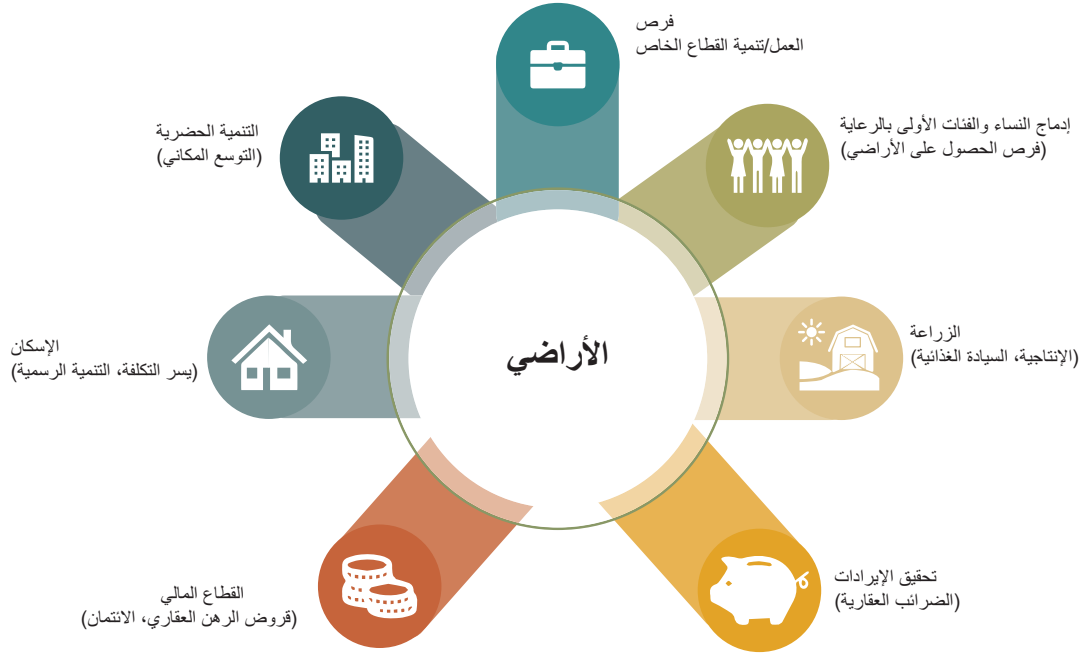 فرص
العمل/تنمية القطاع الخاص
إدماج النساء والفئات الأولى بالرعاية
(فرص الحصول على الأراضي)
الزراعة
(الإنتاجية، السيادة الغذائية)
تحقيق الإيرادات
(الضرائب العقارية)
القطاع المالي
(قروض الرهن العقاري، الائتمان)
الإسكان
(يسر التكلفة، التنمية الرسمية)
التنمية الحضرية
(التوسع المكاني)
الأراضي